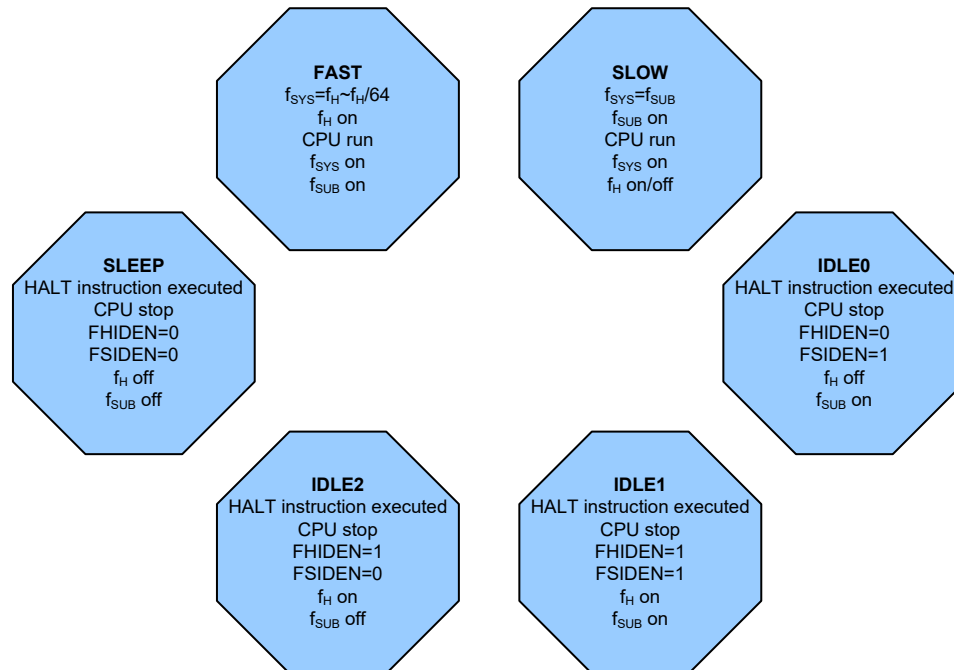 FAST
fSYS=fH~fH/64
fH on
CPU run
fSYS on
fSUB on
SLOW
fSYS=fSUB
fSUB on
CPU run
fSYS on
fH on/off
SLEEP
HALT instruction executed
CPU stop
FHIDEN=0
FSIDEN=0
fH off
fSUB off
IDLE0
HALT instruction executed
CPU stop
FHIDEN=0
FSIDEN=1
fH off
fSUB on
IDLE2
HALT instruction executed
CPU stop
FHIDEN=1
FSIDEN=0
fH on
fSUB off
IDLE1
HALT instruction executed
CPU stop
FHIDEN=1
FSIDEN=1
fH on
fSUB on